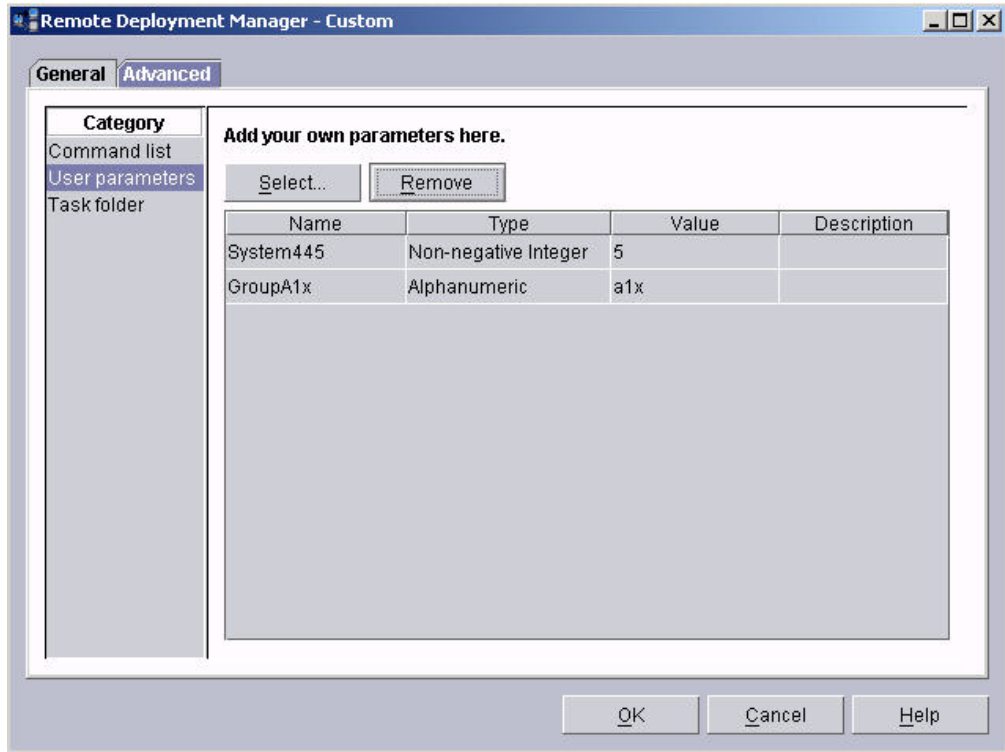 Remote Deployment Manager - Custom
General Advanced
Category
Command list
User parameters
Task folder
Add your own parameters here.
Select... Remove
Name Type Value Description
System445 Non-negative Integer 5
GroupA1x Alphanumeric a1x
OK Cancel Help